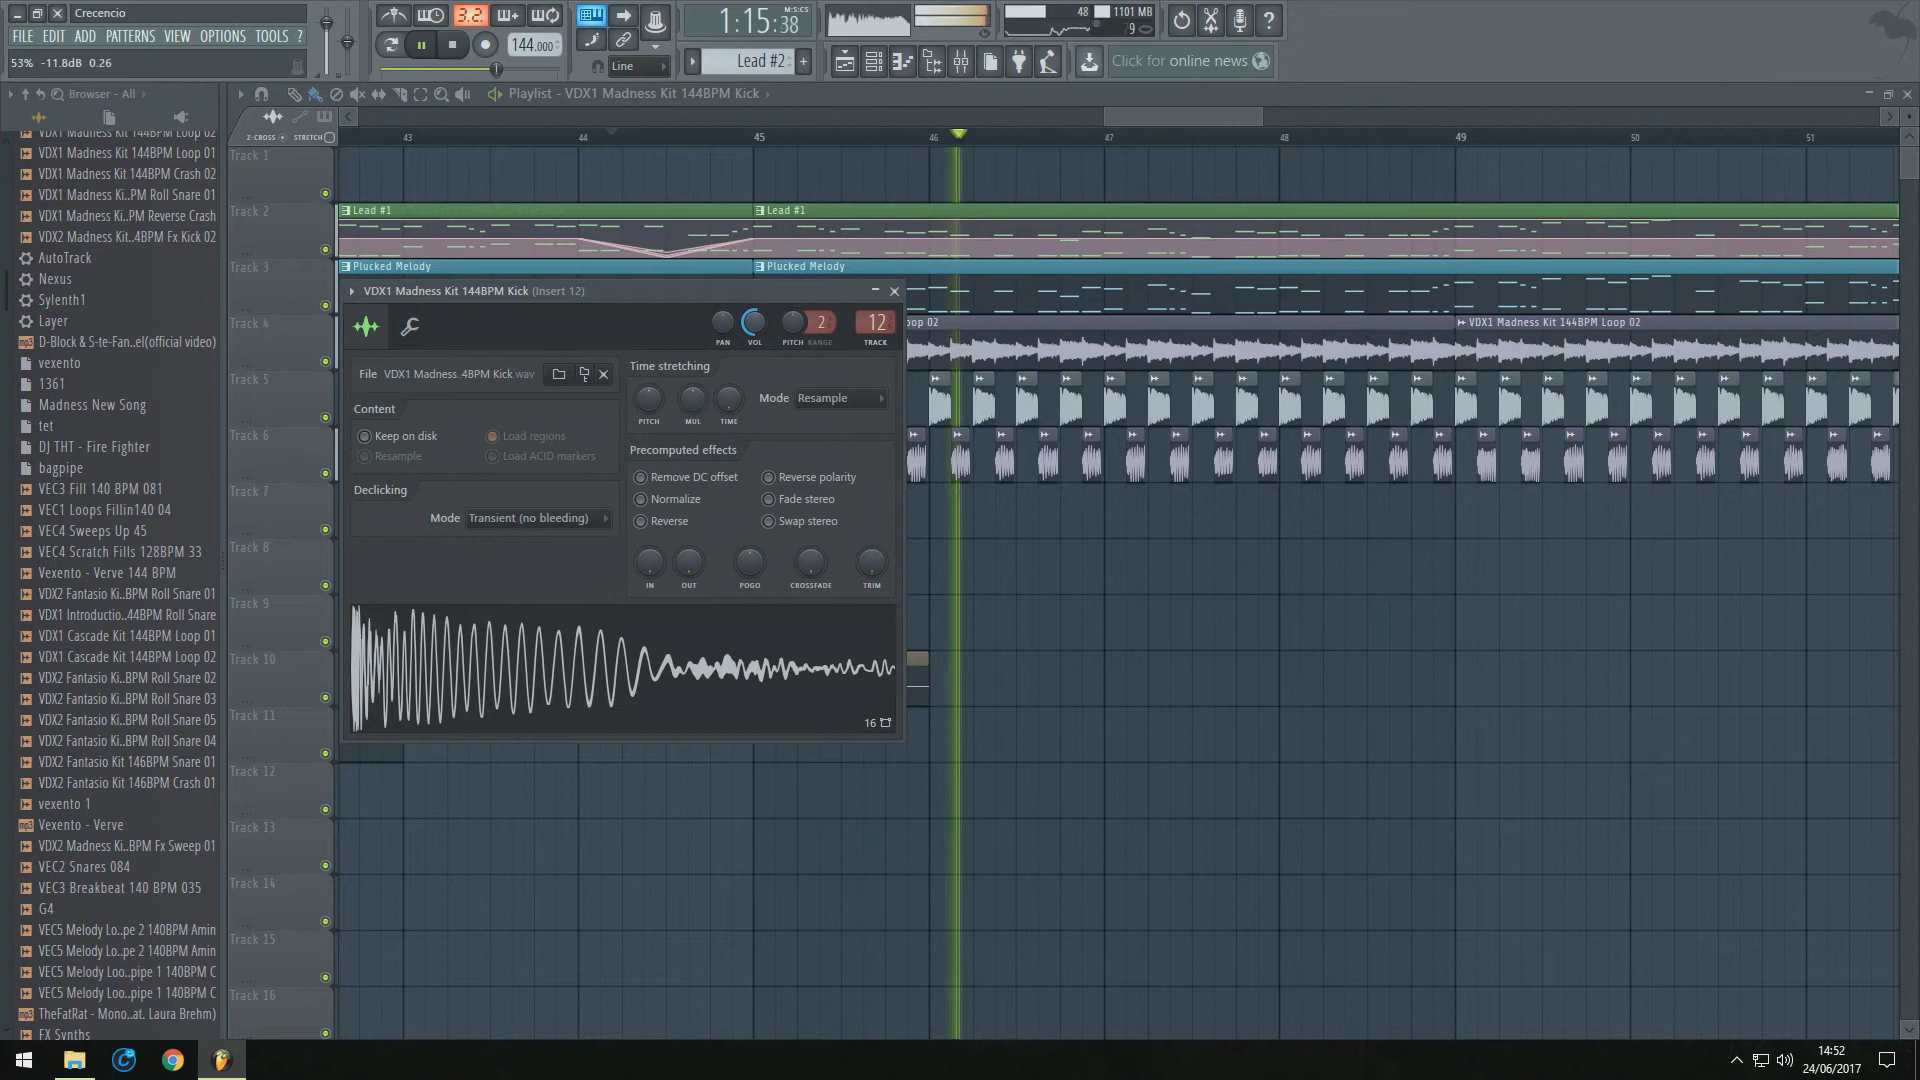 Crecencio
FILE EDIT ADD PATTERNS VIEW OPTIONS TOOLS ?
53% -11.8dB 0.26
3.2.
144.000
Line
1:15:38
M:S:CS
Lead #2
48
1101 MB
79
Click for online news
Browser - All
Playlist - VDX1 Madness Kit 144BPM Kick
Z-CROSS STRETCH
43 44 45 46 47 48 49 50 51
VDX1 Madness Kit 144BPM Loop 02
VDX1 Madness Kit 144BPM Loop 01
VDX1 Madness Kit 144BPM Crash 02
VDX1 Madness Ki..PM Roll Snare 01
VDX1 Madness Ki..PM Reverse Crash
VDX2 Madness Kit..4BPM Fx Kick 02
AutoTrack
Nexus
Sylenth1
Layer
D-Block & S-te-Fan..el(official video)
vexento
1361
Madness New Song
tet
DJ THT - Fire Fighter
bagpipe
VEC3 Fill 140 BPM 081
VEC1 Loops Fillin140 04
VEC4 Sweeps Up 45
VEC4 Scratch Fills 128BPM 33
Vexento - Verve 144 BPM
VDX2 Fantasio Ki..BPM Roll Snare 01
VDX1 Introductio..44BPM Roll Snare
VDX1 Cascade Kit 144BPM Loop 01
VDX1 Cascade Kit 144BPM Loop 02
VDX2 Fantasio Ki..BPM Roll Snare 02
VDX2 Fantasio Ki..BPM Roll Snare 03
VDX2 Fantasio Ki..BPM Roll Snare 05
VDX2 Fantasio Ki..BPM Roll Snare 04
VDX2 Fantasio Kit 146BPM Snare 01
VDX2 Fantasio Kit 146BPM Crash 01
vexento 1
mp3 Vexento - Verve
VDX2 Madness Ki..BPM Fx Sweep 01
VEC2 Snares 084
VEC3 Breakbeat 140 BPM 035
G4
VEC5 Melody Lo..pe 2 140BPM Amin
VEC5 Melody Lo..pe 2 140BPM Amin
VEC5 Melody Loo..pipe 1 140BPM C
VEC5 Melody Loo..pipe 1 140BPM C
mp3 TheFatRat - Mono..at. Laura Brehm)
FX Synths
Track 1
Track 2
Track 3
Track 4
Track 5
Track 6
Track 7
Track 8
Track 9
Track 10
Track 11
Track 12
Track 13
Track 14
Track 15
Track 16
Lead #1
Lead #1
Plucked Melody
Plucked Melody
oop 02
VDX1 Madness Kit 144BPM Loop 02
VDX1 Madness Kit 144BPM Kick (Insert 12)
2
12
PAN VOL PITCH RANGE TRACK
File VDX1 Madness..4BPM Kick.wav
Content
Keep on disk
Load regions
Resample
Load ACID markers
Declicking
Mode Transient (no bleeding)
Time stretching
PITCH MUL TIME
Mode Resample
Precomputed effects
Remove DC offset
Reverse polarity
Normalize
Fade stereo
Reverse
Swap stereo
IN OUT POGO CROSSFADE TRIM
16
14:52
24/06/2017